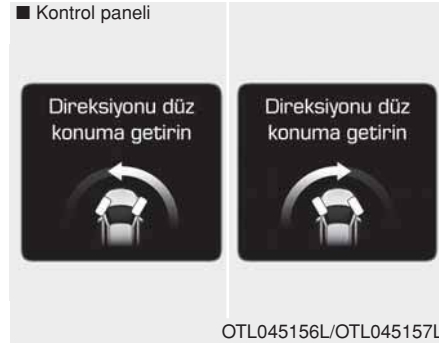 ■ Kontrol paneli
Direksiyonu düz
konuma getirin
Direksiyonu düz
konuma getirin
OTL045156L/OTL045157L